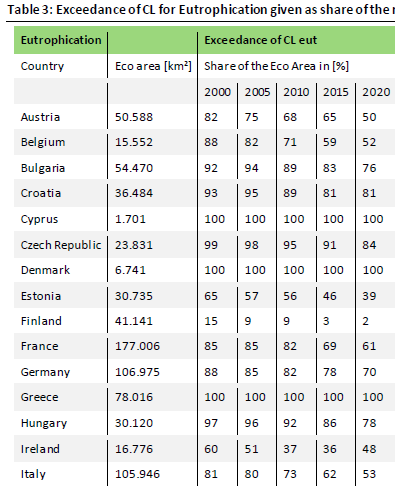 Table 3: Exceedance of CL for Eutrophication given as share of the
Eutrophication Exceedance of CL eut
Country Eco area [km²] Share of the Eco Area in [%]
2000 2005 2010 2015 2020
Austria 50.588 82 75 68 65 50
Belgium 15.552 88 82 71 59 52
Bulgaria 54.470 92 94 89 83 76
Croatia 36.484 93 95 89 81 81
Cyprus 1.701 100 100 100 100 100
Czech Republic 23.831 99 98 95 91 84
Denmark 6.741 100 100 100 100 100
Estonia 30.735 65 57 56 46 39
Finland 41.141 15 9 9 3 2
France 177.006 85 85 82 69 61
Germany 106.975 88 85 82 78 70
Greece 78.016 100 100 100 100 100
Hungary 30.120 97 96 92 86 78
Ireland 16.776 60 51 37 36 48
Italy 105.946 81 80 73 62 53